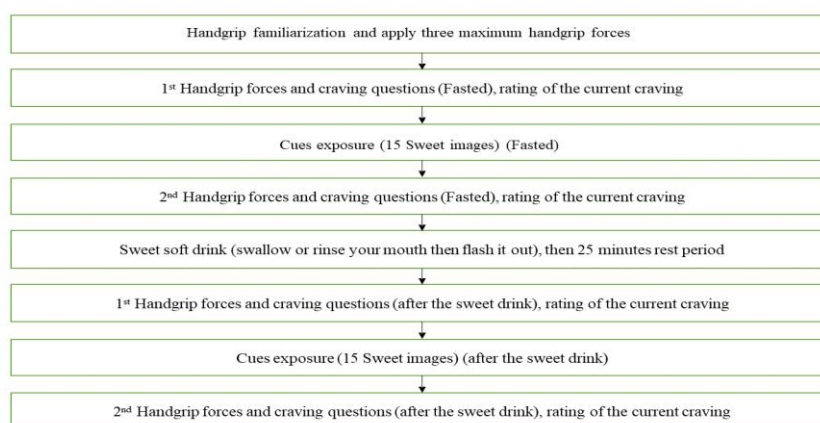 Handgrip familiarization and apply three maximum handgrip forces
1st Handgrip forces and craving questions (Fasted), rating of the current craving
Cues exposure (15 Sweet images) (Fasted)
2nd Handgrip forces and craving questions (Fasted), rating of the current craving
Sweet soft drink (swallow or rinse your mouth then flash it out), then 25 minutes rest period
1st Handgrip forces and craving questions (after the sweet drink), rating of the current craving
Cues exposure (15 Sweet images) (after the sweet drink)
2nd Handgrip forces and craving questions (after the sweet drink), rating of the current craving